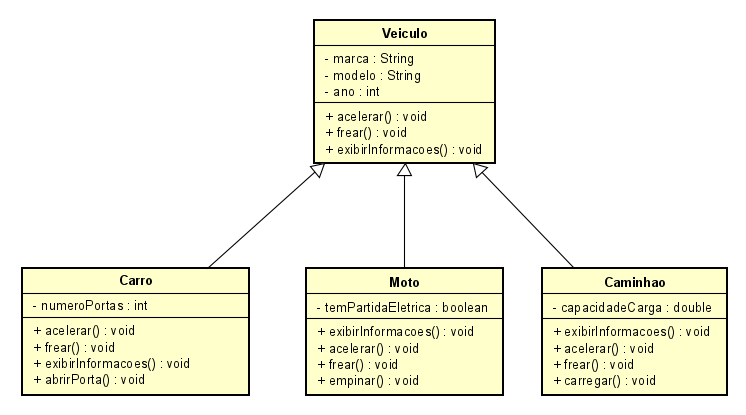 Veiculo
- marca : String
- modelo : String
- ano : int
+ acelerar() : void
+ frear() : void
+ exibirInformacoes() : void
Carro
- numeroPortas : int
+ acelerar() : void
+ frear() : void
+ exibirInformacoes() : void
+ abrirPorta() : void
Moto
- temPartidaEletrica : boolean
+ exibirInformacoes() : void
+ acelerar() : void
+ frear() : void
+ empinar() : void
Caminhao
- capacidadeCarga : double
+ exibirInformacoes() : void
+ acelerar() : void
+ frear() : void
+ carregar() : void